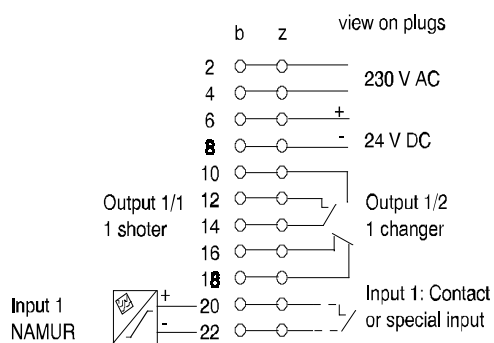 b z view on plugs
2
230 V AC
4
6 +
8 - 24 V DC
10
Output 1/1 12 Output 1/2
1 shoter 14 1 changer
16
18
Input 1 + 20 Input 1: Contact
NAMUR - 22 or special input